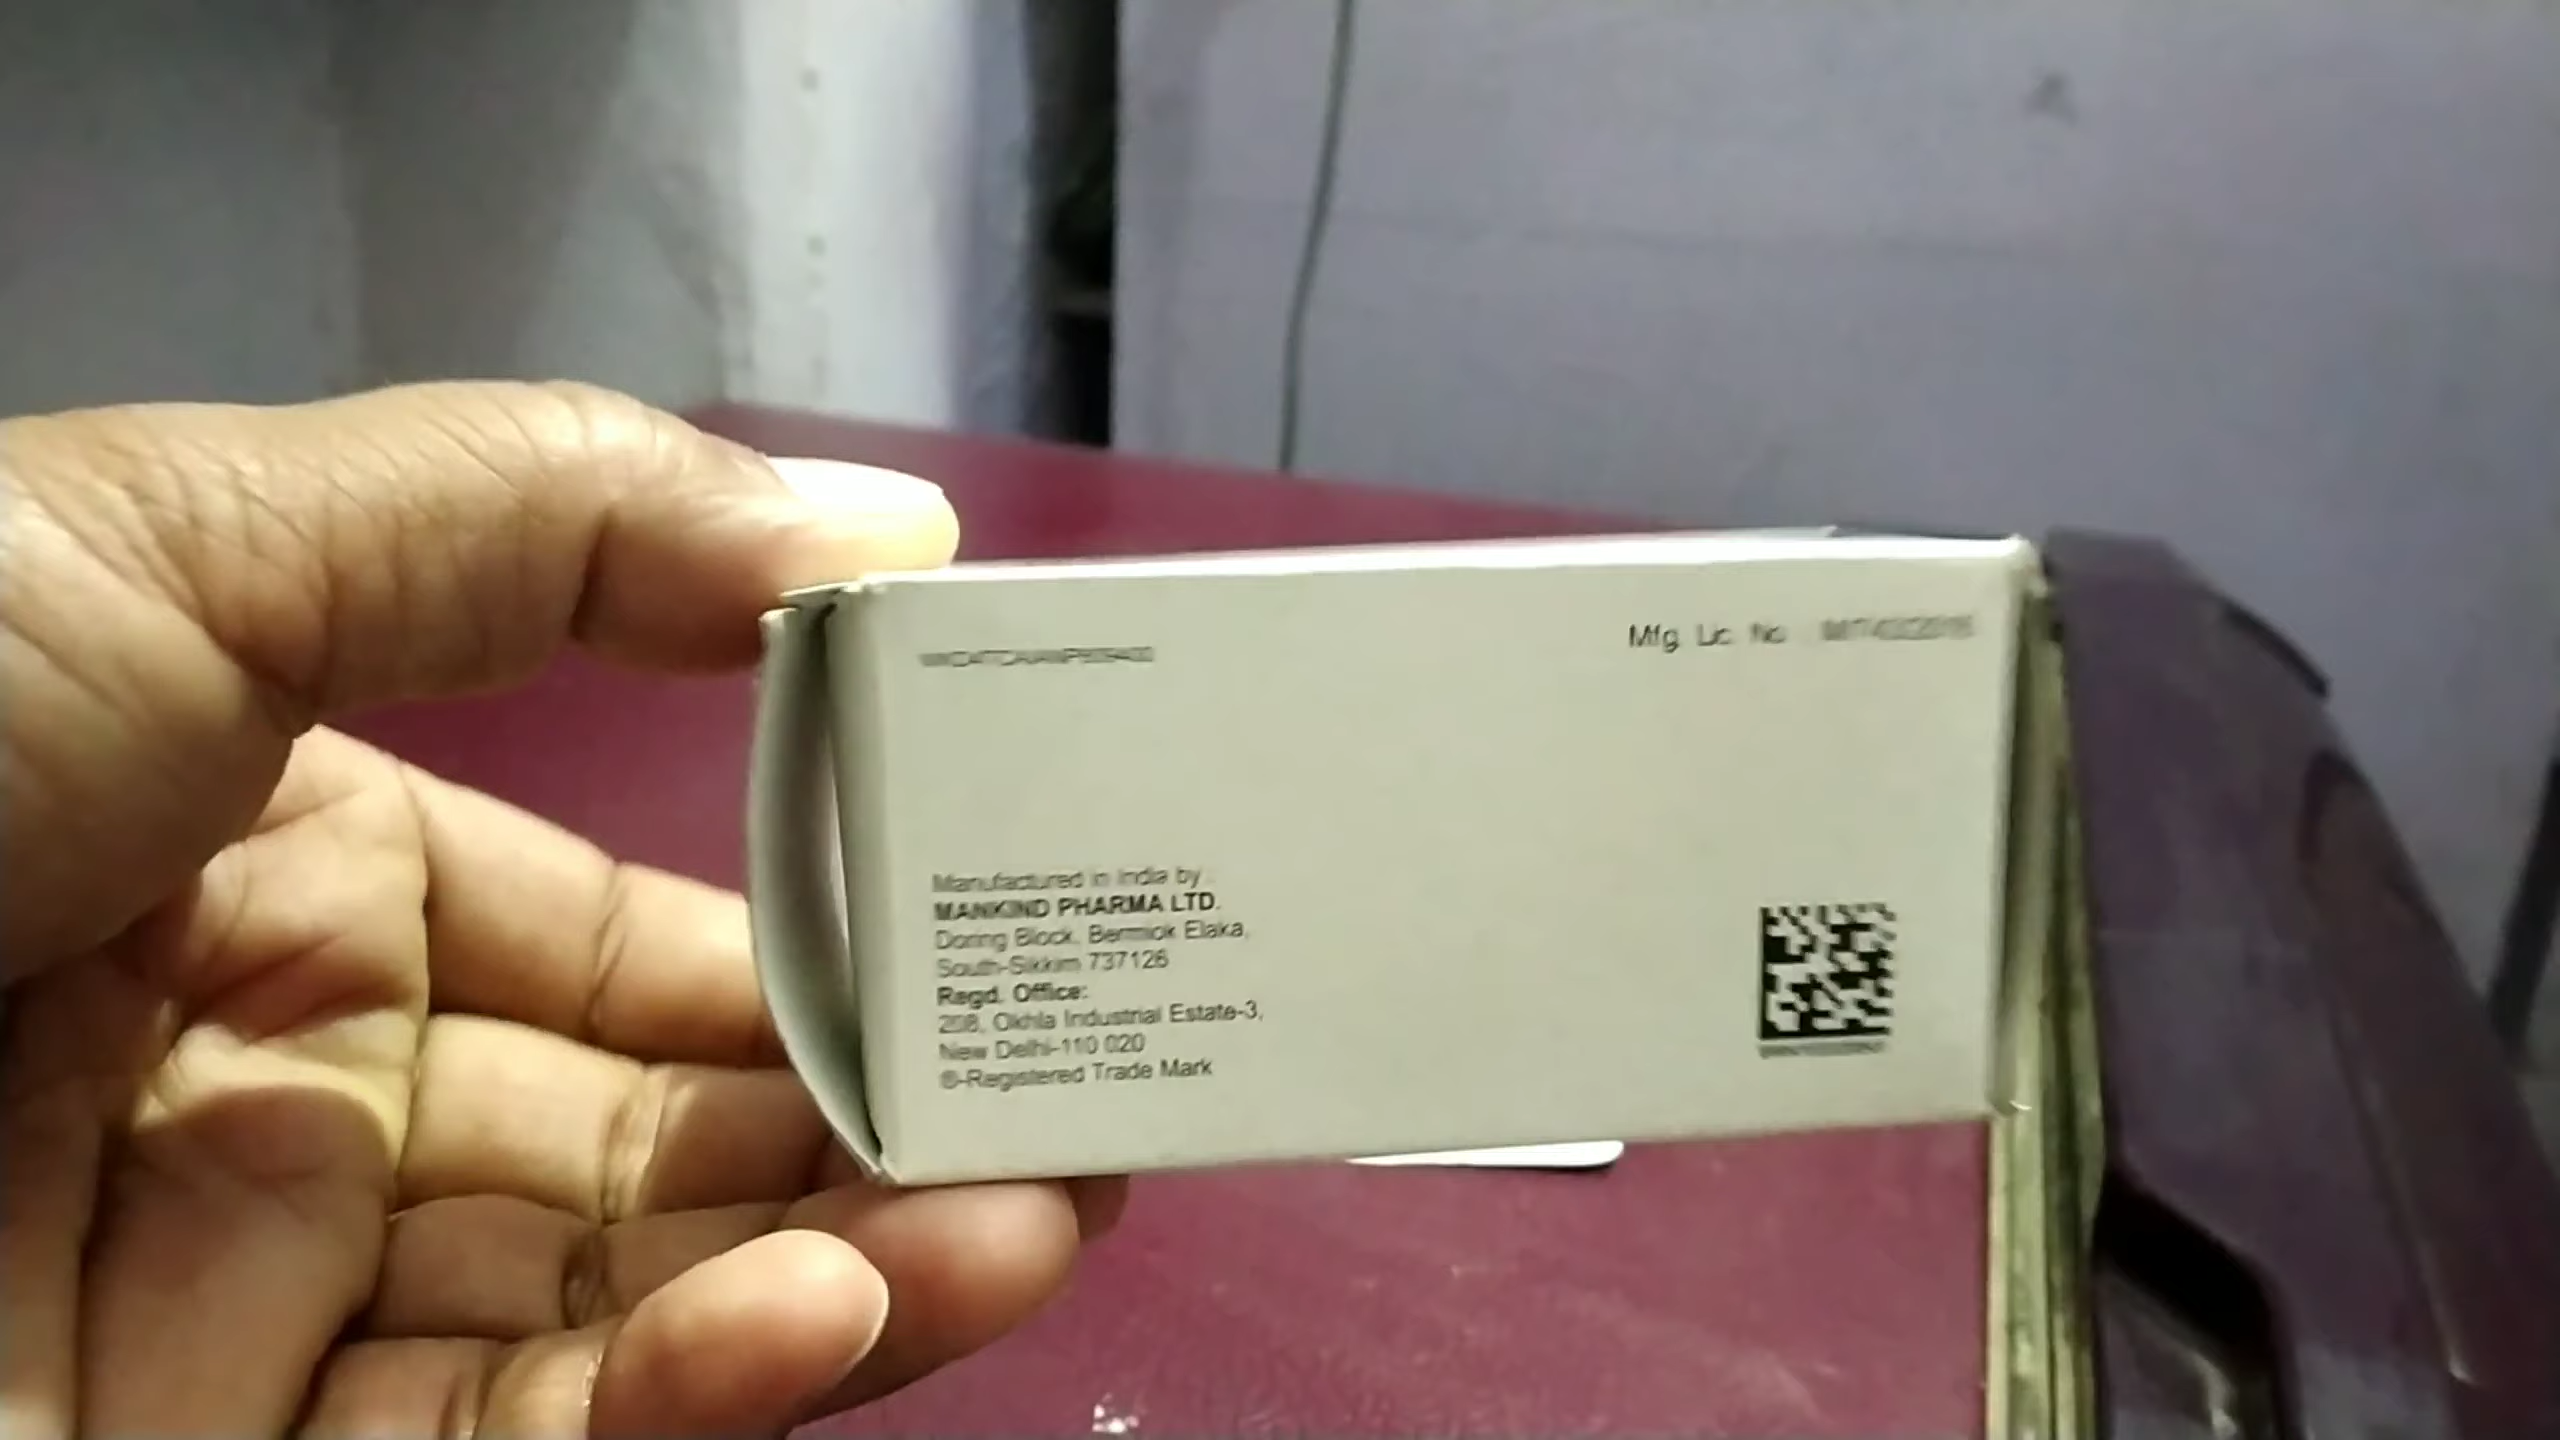 Mfg. Lic. No
Manufactured in India by :
MANKIND PHARMA LTD.
Doring Block, Bermiok Elaka,
South-Sikkim 737126
Regd. Office:
208, Okhla Industrial Estate-3,
New Delhi-110 020
®-Registered Trade Mark